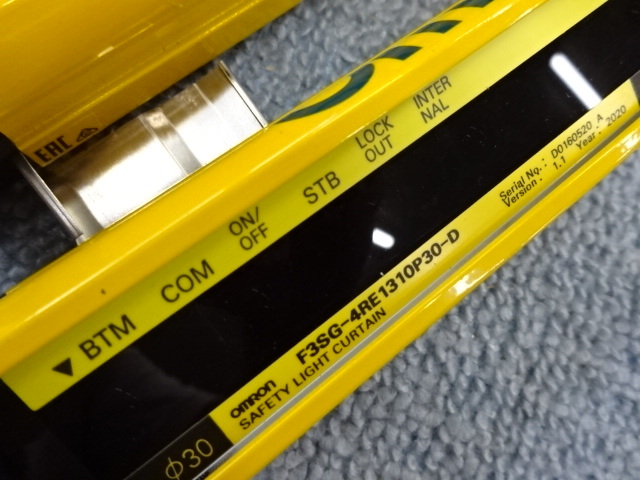 EAC
INTER
NAL
LOCK
OUT
STB
ON/
OFF
COM
▼ BTM
Serial No.: D0160520 A
Version: 1.1 Year: 2020
OMRON F3SG-4RE1310P30-D
SAFETY LIGHT CURTAIN
φ30